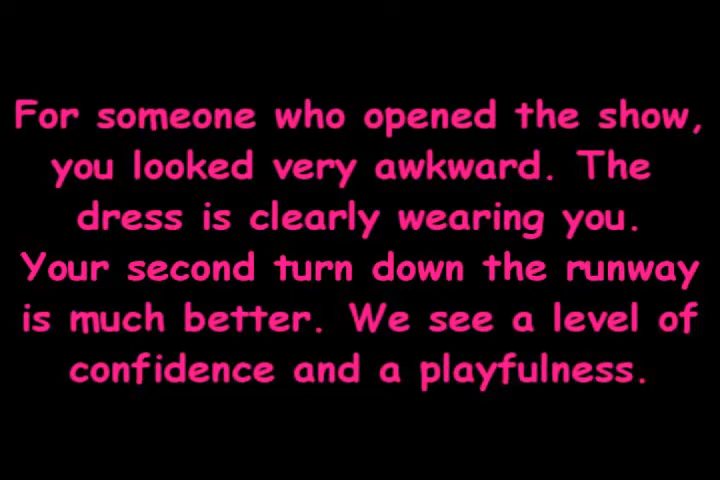 For someone who opened the show,
you looked very awkward. The
dress is clearly wearing you.
Your second turn down the runway
is much better. We see a level of
confidence and a playfulness.